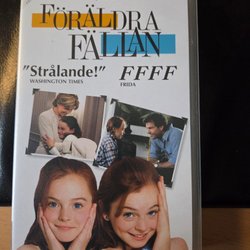 FÖRÄLDRA
FÄLLAN
"Strålande!"
WASHINGTON TIMES
FFFF
FRIDA